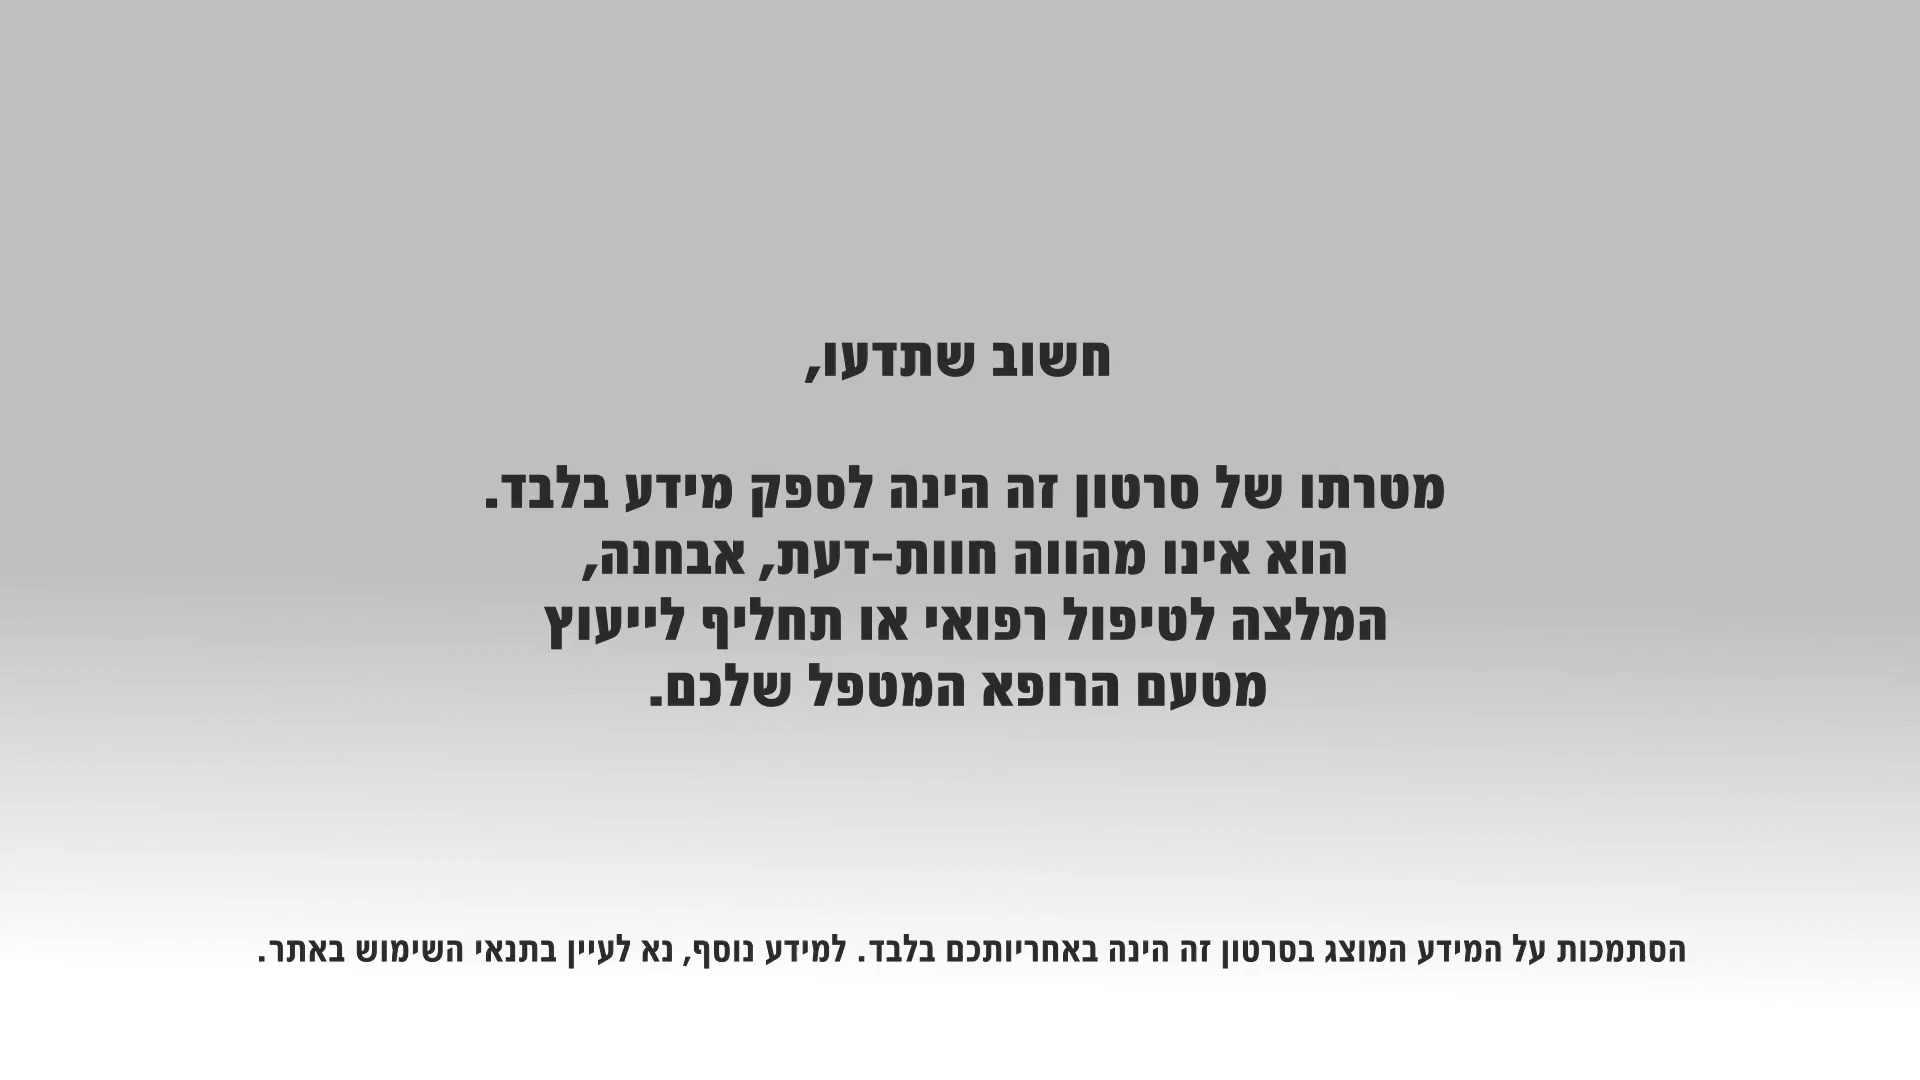 חשוב שתדעו,
מטרתו של סרטון זה הינה לספק מידע בלבד.
הוא אינו מהווה חוות-דעת, אבחנה,
המלצה לטיפול רפואי או תחליף לייעוץ
מטעם הרופא המטפל שלכם.
הסתמכות על המידע המוצג בסרטון זה הינה באחריותכם בלבד. למידע נוסף, נא לעיין בתנאי השימוש באתר.